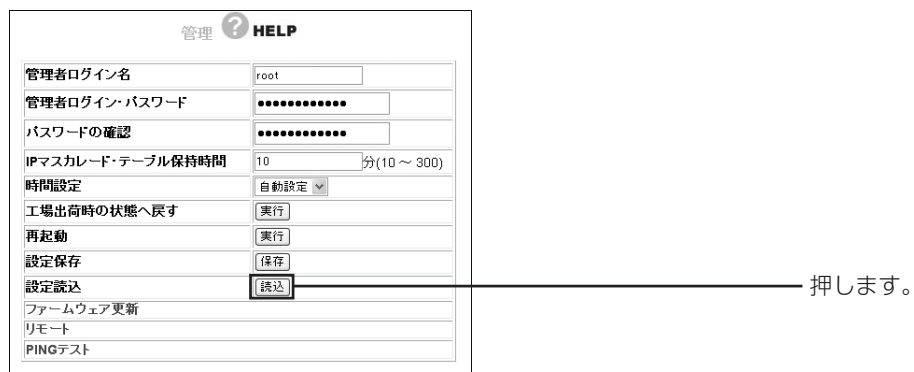 管理 ? HELP
管理者ログイン名 root
管理者ログイン・パスワード ●●●●●●●●●●●●
パスワードの確認 ●●●●●●●●●●●●
IPマスカレード・テーブル保持時間 10 分(10 ～ 300)
時間設定 自動設定
工場出荷時の状態へ戻す 実行
再起動 実行
設定保存 保存
設定読込 読込 押します。
ファームウェア更新
リモート
PINGテスト